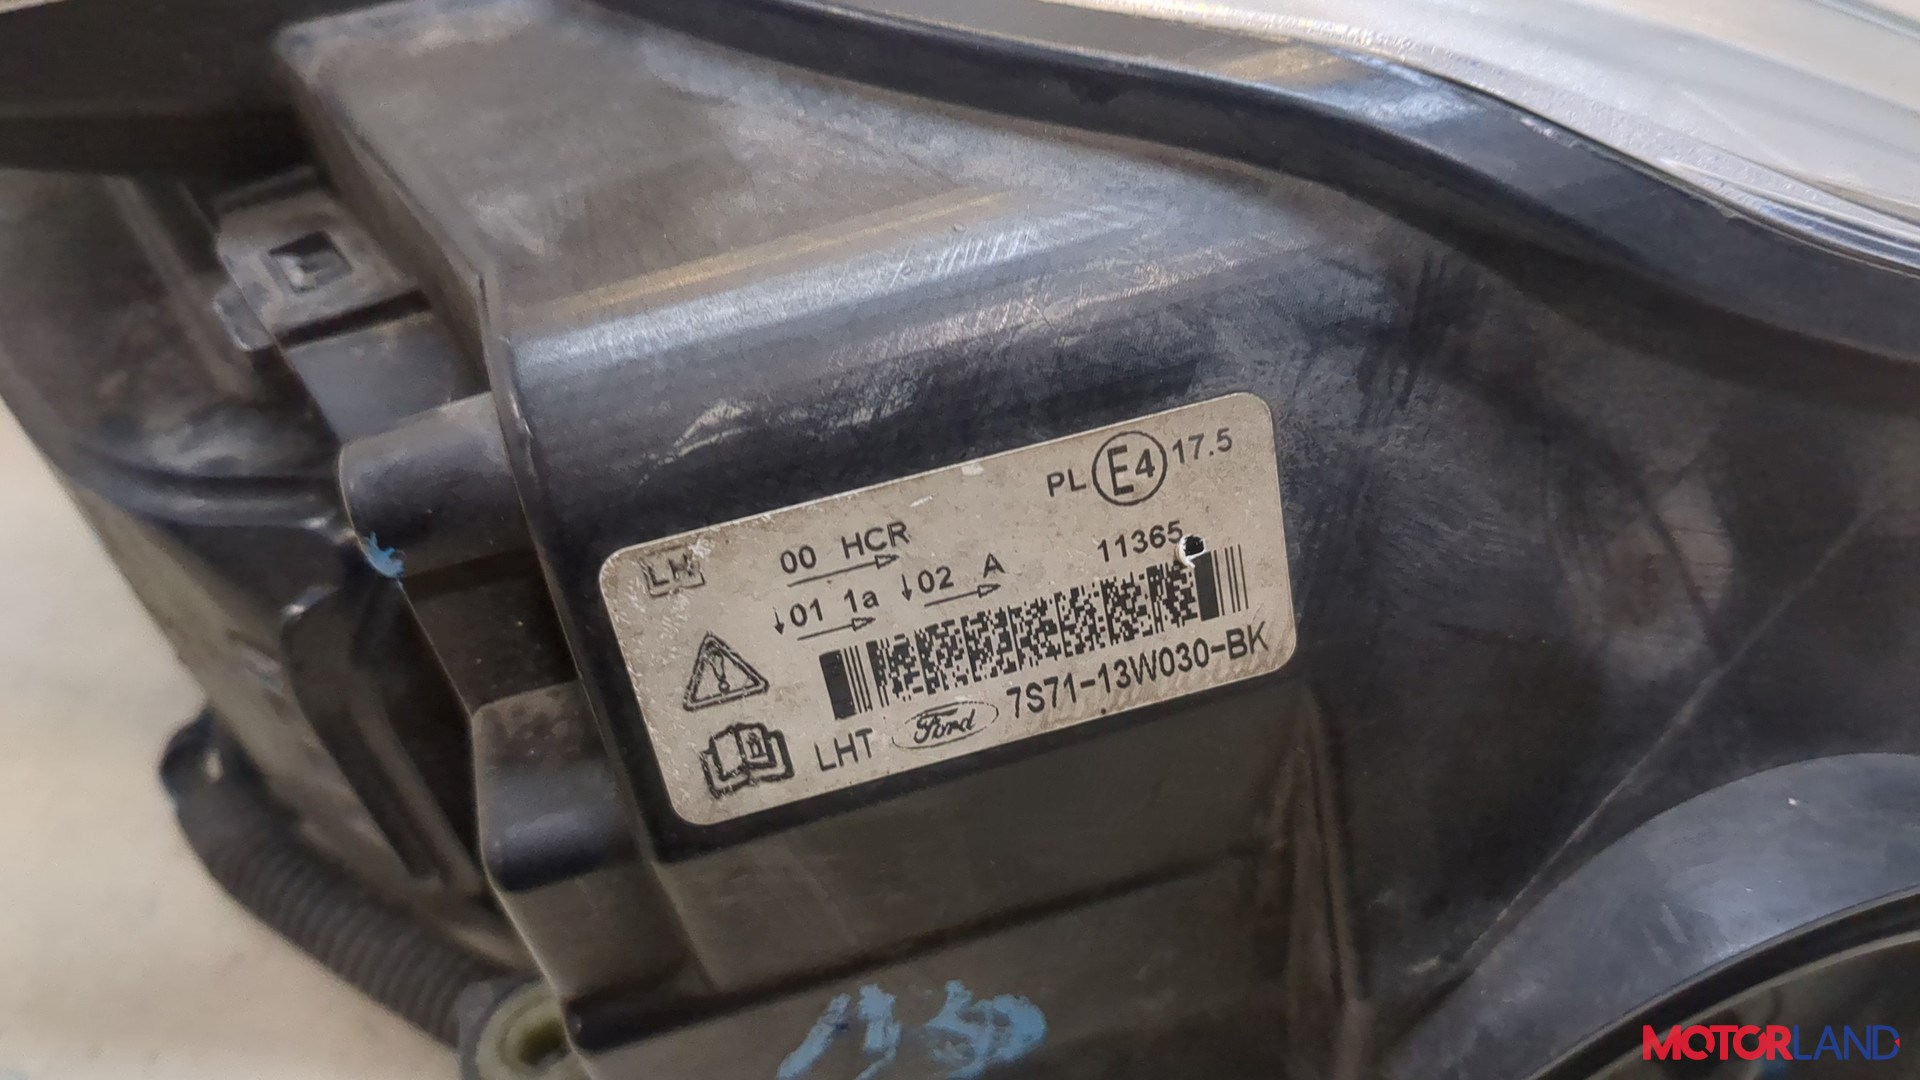 PL E4 17.5
LH 00 HCR
11365
01 1a 02 A
7S71-13W030-BK
LHT Ford
MOTORLAND